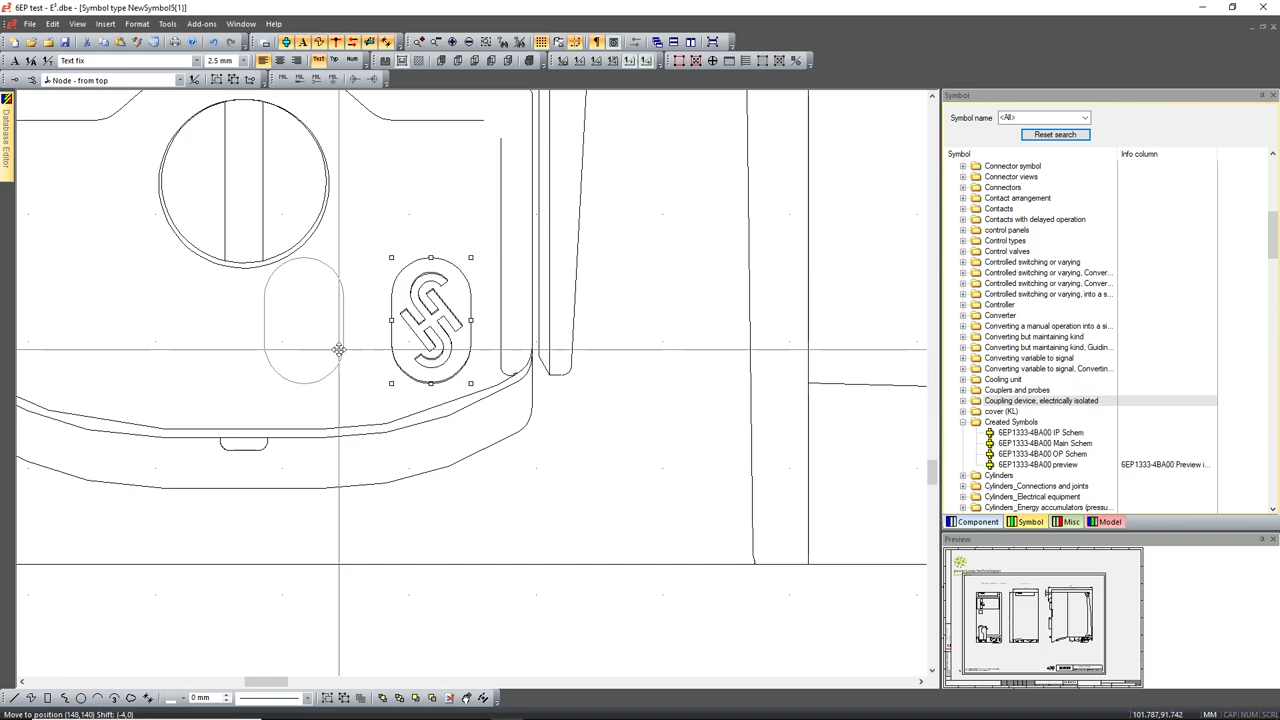 6EP test - E³.dbe - [Symbol type NewSymbol5(1)]
File Edit View Insert Format Tools Add-ons Window Help
Text fix 2.5 mm Text Typ Num
Node - from top MIL MIL MIL MIL
Database Editor
Symbol
Symbol name <All>
Reset search
Symbol Info column
Connector symbol
Connector views
Connectors
Contact arrangement
Contacts
Contacts with delayed operation
control panels
Control types
Control valves
Controlled switching or varying
Controlled switching or varying, Conver...
Controlled switching or varying, Conver...
Controlled switching or varying, into a s...
Controller
Converter
Converting a manual operation into a si...
Converting but maintaining kind
Converting but maintaining kind, Guidin...
Converting variable to signal
Converting variable to signal, Convertin...
Cooling unit
Couplers and probes
Coupling device, electrically isolated
cover (KL)
Created Symbols
6EP1333-4BA00 IP Schem
6EP1333-4BA00 Main Schem
6EP1333-4BA00 OP Schem
6EP1333-4BA00 preview 6EP1333-4BA00 Preview i...
Cylinders
Cylinders_Connections and joints
Cylinders_Electrical equipment
Cylinders_Energy accumulators (pressu...
Component Symbol Misc Model
Preview
0 mm
Move to position (148,140) Shift: (-4,0) 101.787,91.742 MM CAP NUM SCRL